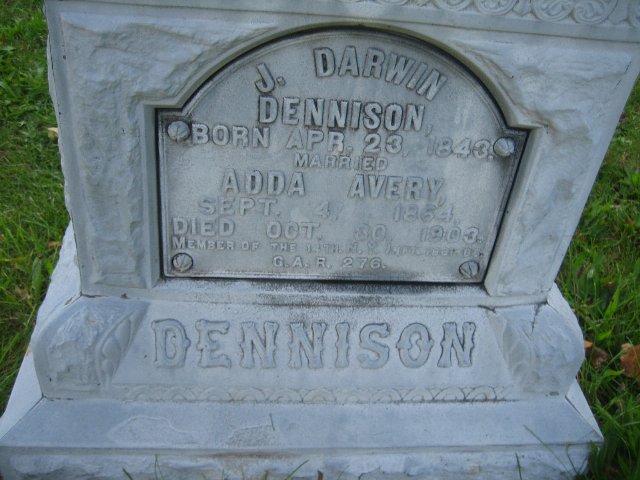 J. DARWIN
DENNISON,
BORN APR. 23, 1843.
MARRIED
ADDA AVERY,
SEPT. 4, 1864,
DIED OCT. 30, 1903.
MEMBER OF THE
G.A.R. 276.
DENNISON